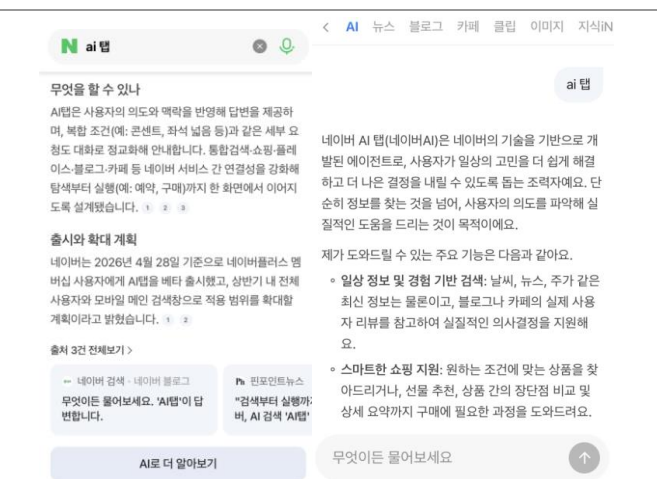 N ai 탭
무엇을 할 수 있나
AI탭은 사용자의 의도와 맥락을 반영해 답변을 제공하
며, 복합 조건(예: 콘센트, 좌석 넓음 등)과 같은 세부 요
청도 대화로 정교화해 안내합니다. 통합검색·쇼핑·플레
이스·블로그·카페 등 네이버 서비스 간 연결성을 강화해
탐색부터 실행(예: 예약, 구매)까지 한 화면에서 이어지
도록 설계됐습니다. 1 2 3
출시와 확대 계획
네이버는 2026년 4월 28일 기준으로 네이버플러스 멤
버십 사용자에게 AI탭을 베타 출시했고, 상반기 내 전체
사용자와 모바일 메인 검색창으로 적용 범위를 확대할
계획이라고 밝혔습니다. 1 2
출처 3건 전체보기 >
네이버 검색 · 네이버 블로그
무엇이든 물어보세요. 'AI탭'이 답
변합니다.
핀포인트뉴스
"검색부터 실행까
버, AI 검색 'AI탭'
AI로 더 알아보기
< AI 뉴스 블로그 카페 클립 이미지 지식iN
ai 탭
네이버 AI 탭(네이버AI)은 네이버의 기술을 기반으로 개
발된 에이전트로, 사용자가 일상의 고민을 더 쉽게 해결
하고 더 나은 결정을 내릴 수 있도록 돕는 조력자예요. 단
순히 정보를 찾는 것을 넘어, 사용자의 의도를 파악해 실
질적인 도움을 드리는 것이 목적이에요.
제가 도와드릴 수 있는 주요 기능은 다음과 같아요.
◦ 일상 정보 및 경험 기반 검색: 날씨, 뉴스, 주가 같은
최신 정보는 물론이고, 블로그나 카페의 실제 사용
자 리뷰를 참고하여 실질적인 의사결정을 지원해
요.
◦ 스마트한 쇼핑 지원: 원하는 조건에 맞는 상품을 찾
아드리거나, 선물 추천, 상품 간의 장단점 비교 및
상세 요약까지 구매에 필요한 과정을 도와드려요.
무엇이든 물어보세요